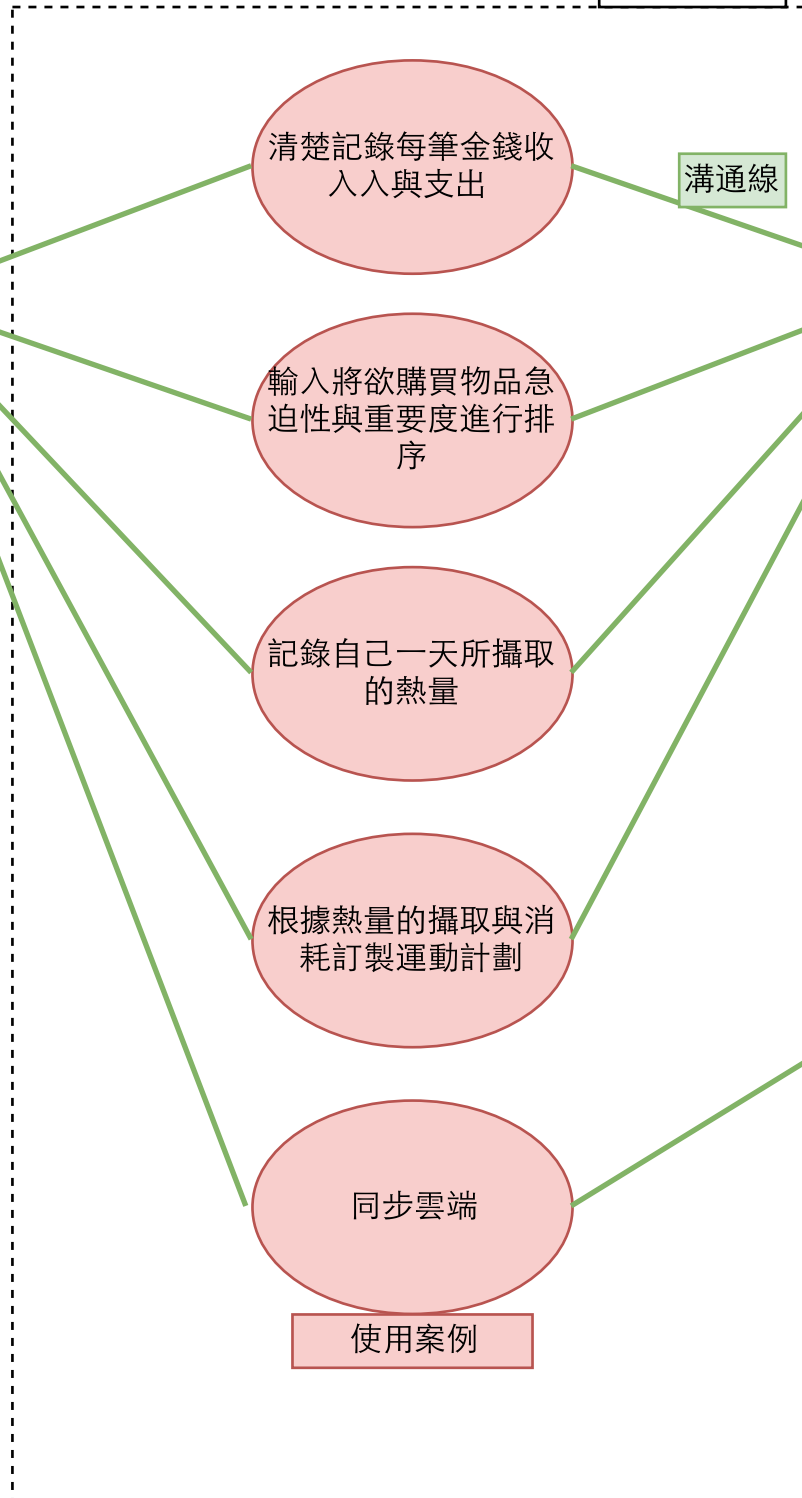 清楚記錄每筆金錢收
入入與支出
溝通線
輸入將欲購買物品急
迫性與重要度進行排
序
記錄自己一天所攝取
的熱量
根據熱量的攝取與消
耗訂製運動計劃
同步雲端
使用案例